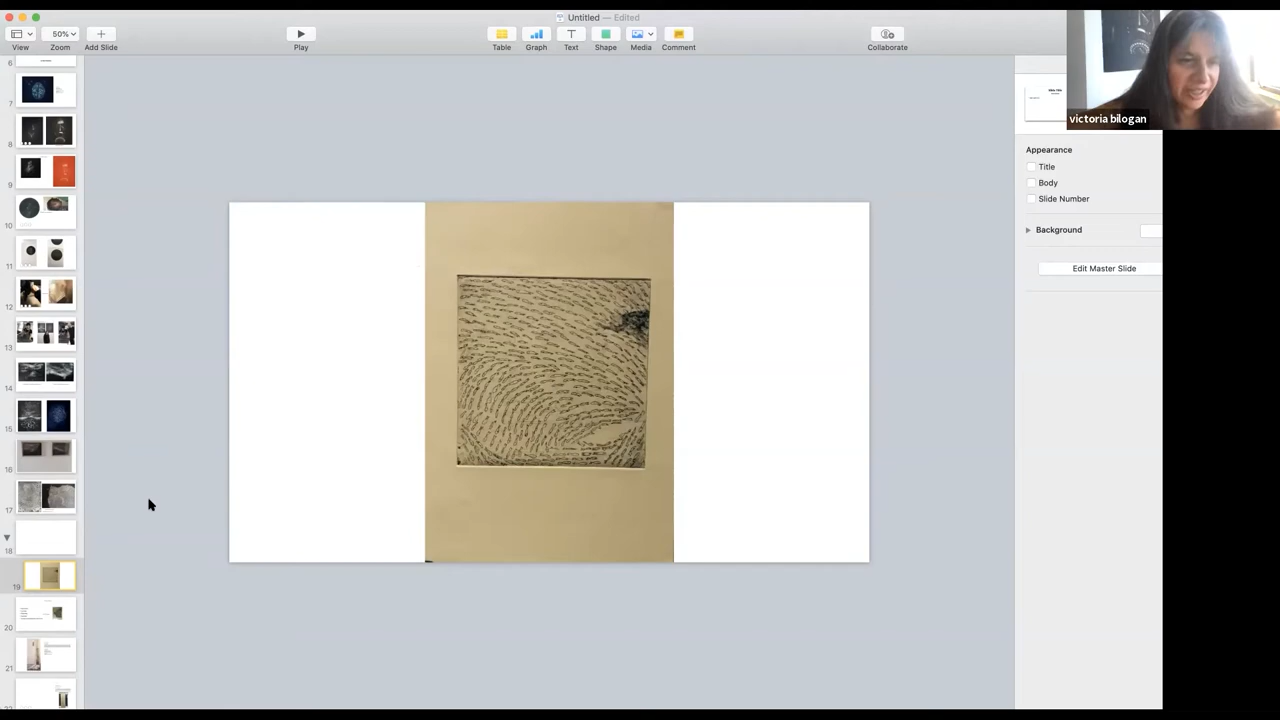 Untitled — Edited
50%
View
Zoom
Add Slide
Play
Table
Graph
Text
Shape
Media
Comment
Collaborate
victoria bilogan
Appearance
Title
Body
Slide Number
Background
Edit Master Slide
6
7
8
9
10
11
12
13
14
15
16
17
18
19
20
21